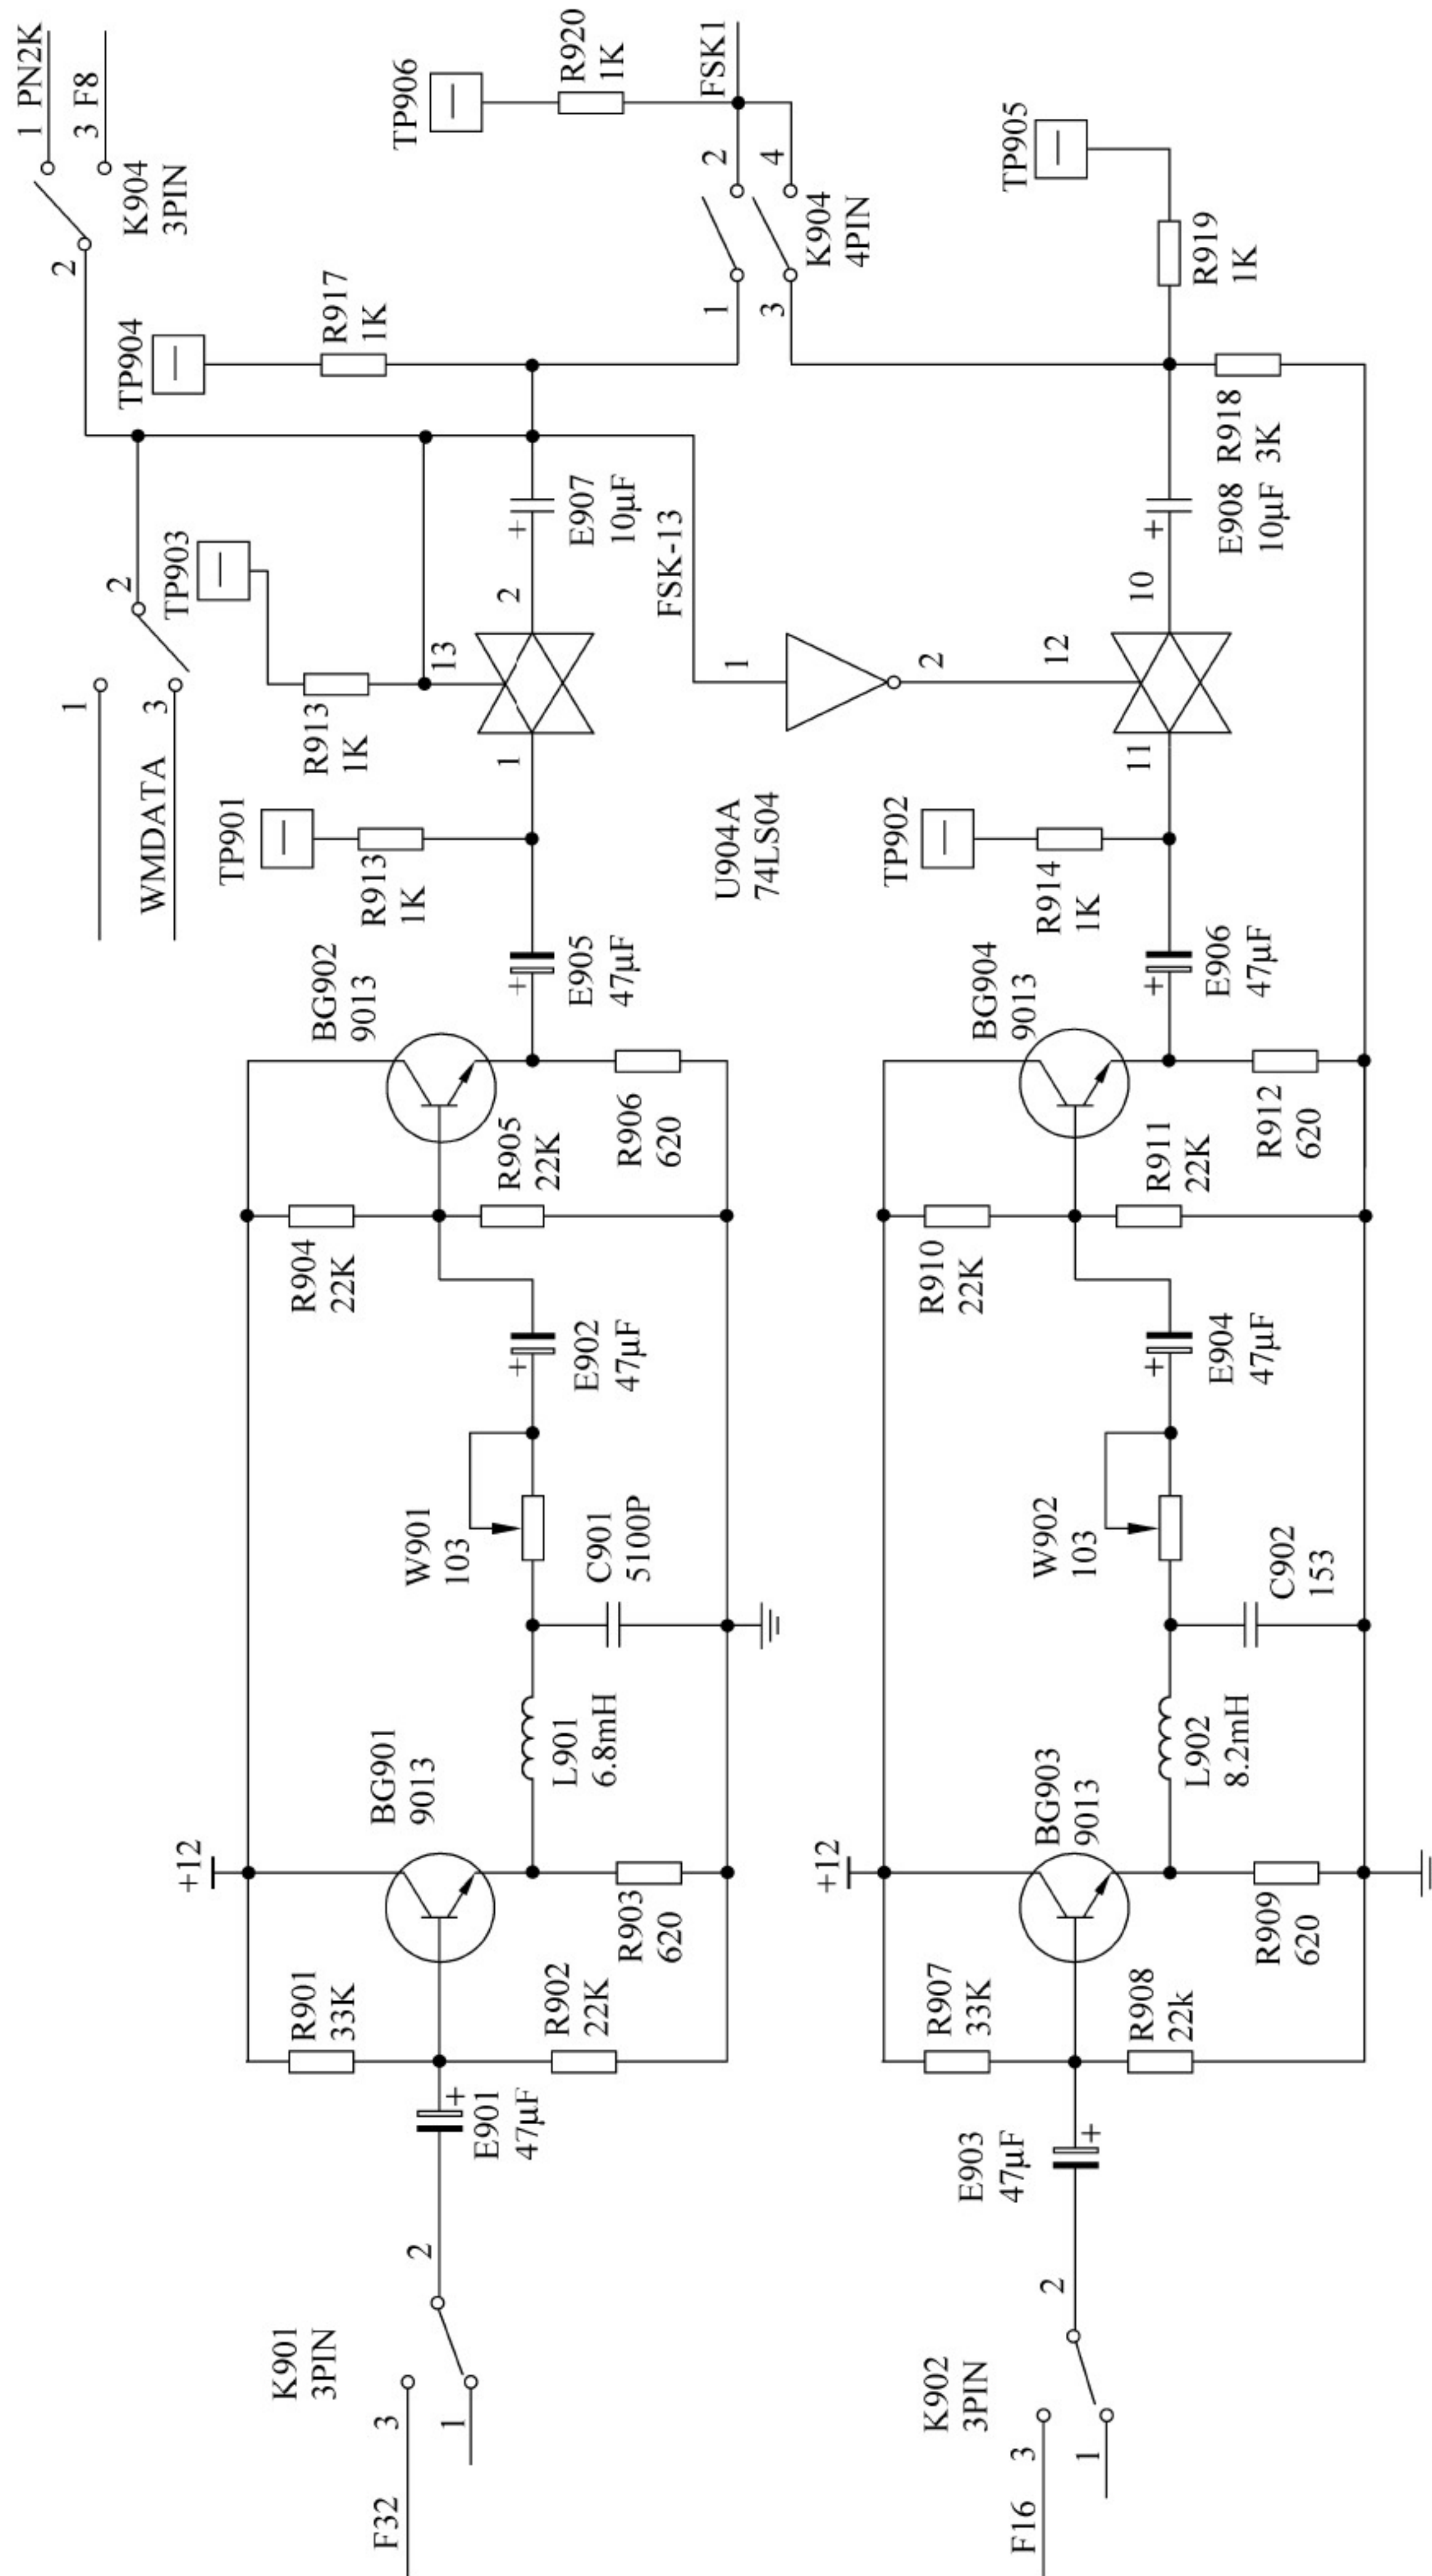 1 PN2K
3 F8
K904
3PIN
2
TP906
R920
1K
FSK1
2
4
K904
4PIN
1
3
TP905
R919
1K
TP904
R917
1K
1
2
3
WMDATA
TP903
R913
1K
13
2
1
+
E907
10μF
FSK-13
1
2
U904A
74LS04
12
10
11
+
E908
10μF
R918
3K
TP901
R913
1K
TP902
R914
1K
BG902
9013
+
E905
47μF
BG904
9013
+
E906
47μF
R904
22K
R905
22K
R906
620
R910
22K
R911
22K
R912
620
W901
103
+
E902
47μF
C901
5100P
W902
103
+
E904
47μF
C902
153
+12
BG901
9013
L901
6.8mH
+12
BG903
9013
L902
8.2mH
R901
33K
R902
22K
R903
620
R907
33K
R908
22k
R909
620
+
E901
47μF
+
E903
47μF
K901
3PIN
2
3
1
F32
K902
3PIN
2
3
1
F16